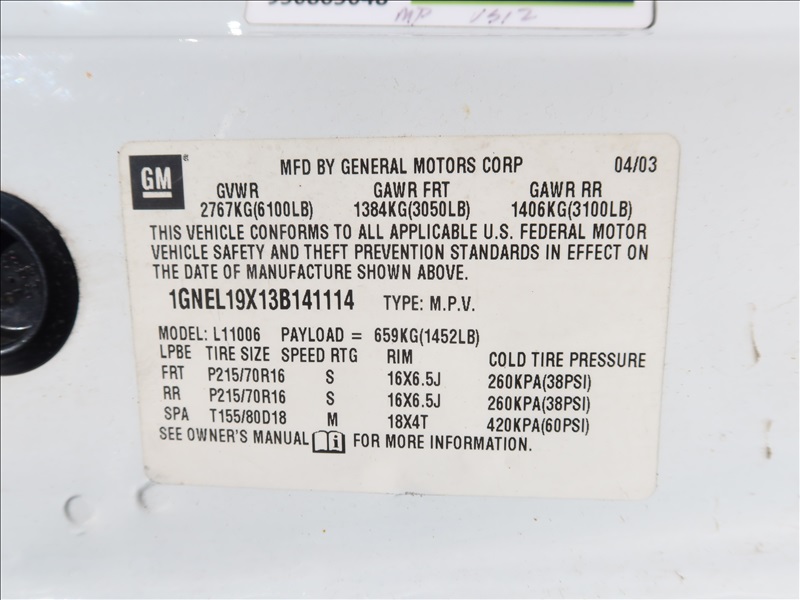 MP 1312
GM ® MFD BY GENERAL MOTORS CORP 04/03
GVWR GAWR FRT GAWR RR
2767KG(6100LB) 1384KG(3050LB) 1406KG(3100LB)
THIS VEHICLE CONFORMS TO ALL APPLICABLE U.S. FEDERAL MOTOR
VEHICLE SAFETY AND THEFT PREVENTION STANDARDS IN EFFECT ON
THE DATE OF MANUFACTURE SHOWN ABOVE.
1GNEL19X13B141114 TYPE: M.P.V.
MODEL: L11006 PAYLOAD = 659KG(1452LB)
LPBE TIRE SIZE SPEED RTG RIM COLD TIRE PRESSURE
FRT P215/70R16 S 16X6.5J 260KPA(38PSI)
RR P215/70R16 S 16X6.5J 260KPA(38PSI)
SPA T155/80D18 M 18X4T 420KPA(60PSI)
SEE OWNER'S MANUAL i FOR MORE INFORMATION.